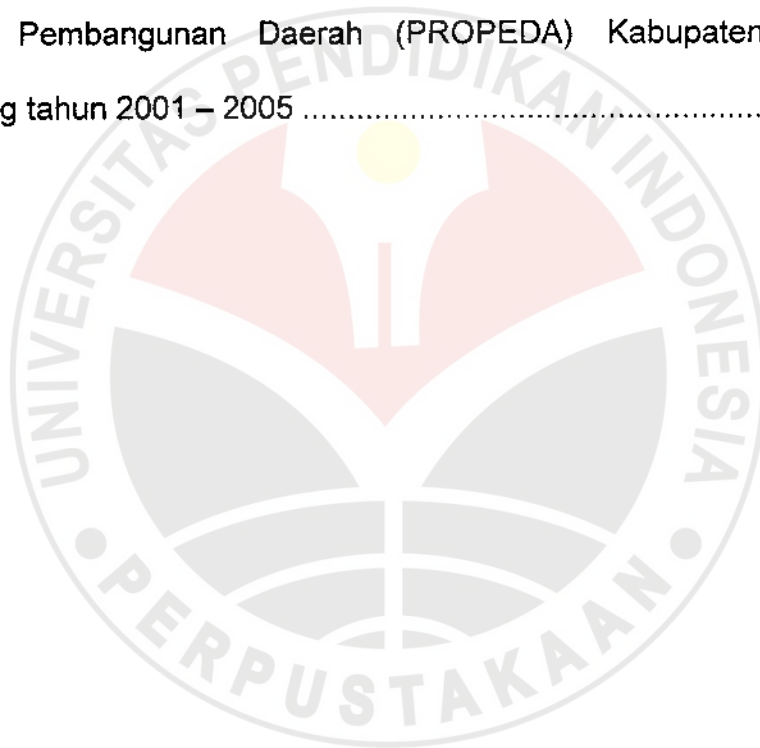 Pembangunan Daerah (PROPEDA) Kabupaten
g tahun 2001 – 2005 ......................................................
UNIVERSITAS PENDIDIKAN INDONESIA
PERPUSTAKAAN